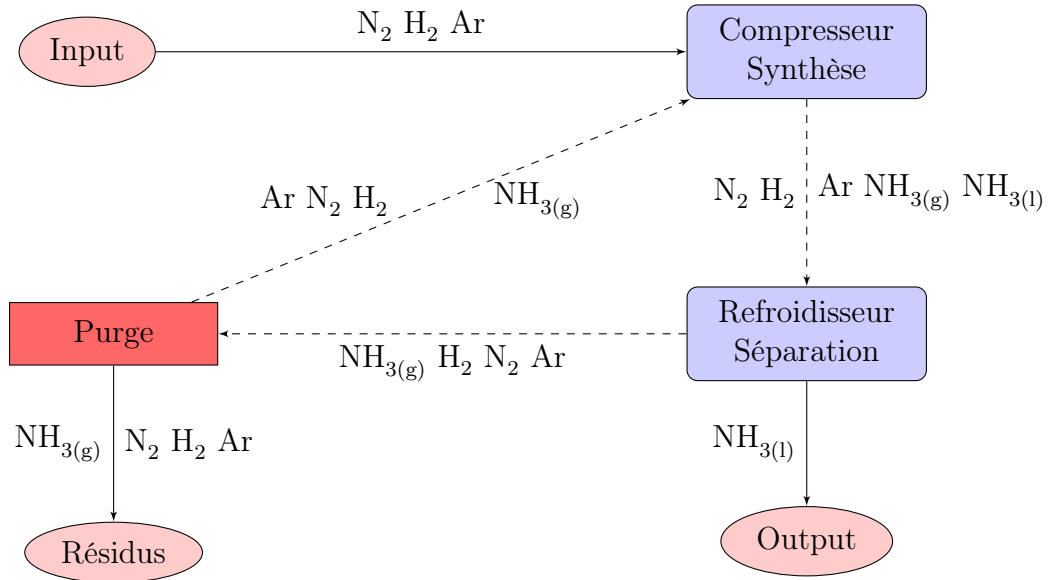 Input
N₂ H₂ Ar
Compresseur
Synthèse
Ar N₂ H₂
NH₃₍g₎
N₂ H₂
Ar NH₃₍g₎ NH₃₍l₎
Purge
NH₃₍g₎ H₂ N₂ Ar
Refroidisseur
Séparation
NH₃₍g₎
N₂ H₂ Ar
NH₃₍l₎
Résidus
Output